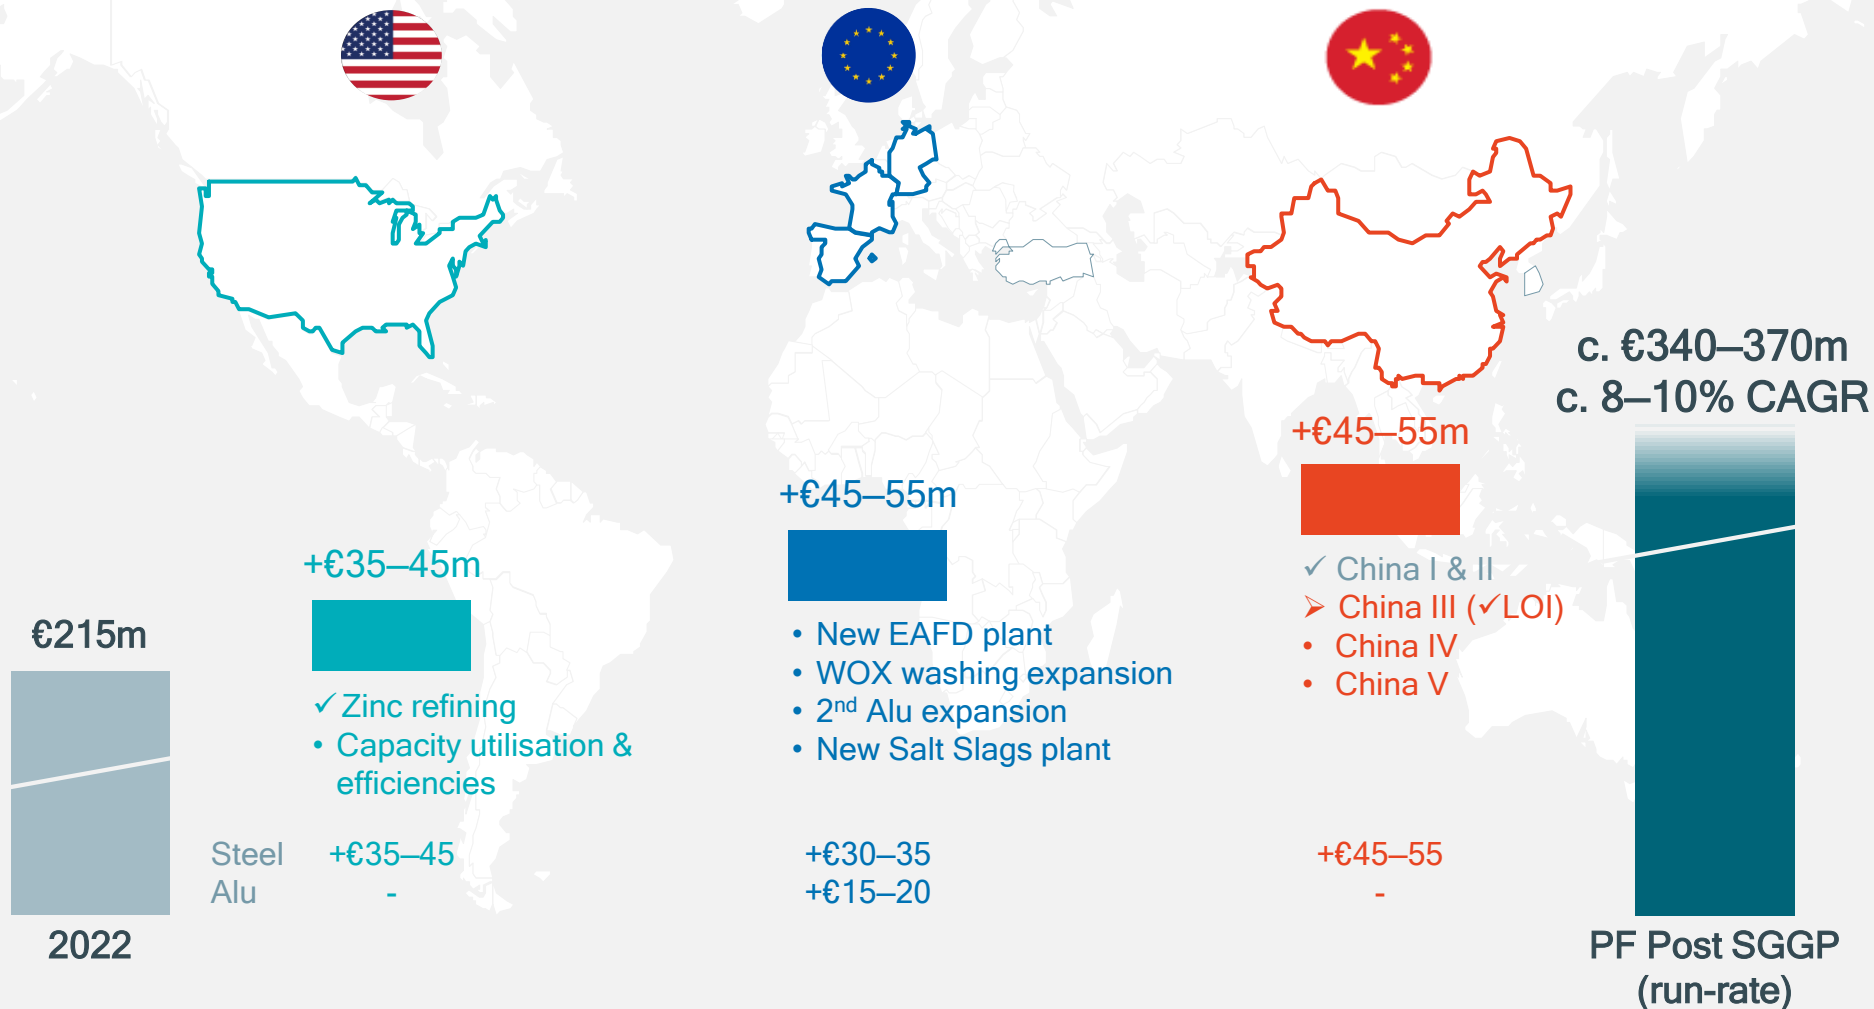 €215m
2022
+€35–45m
✓ Zinc refining
• Capacity utilisation &
efficiencies
+€45–55m
• New EAFD plant
• WOX washing expansion
• 2nd Alu expansion
• New Salt Slags plant
+€45–55m
✓ China I & II
➢ China III (✓LOI)
• China IV
• China V
c. €340–370m
c. 8–10% CAGR
PF Post SGGP
(run-rate)
Steel +€35–45 +€30–35 +€45–55
Alu - +€15–20 -